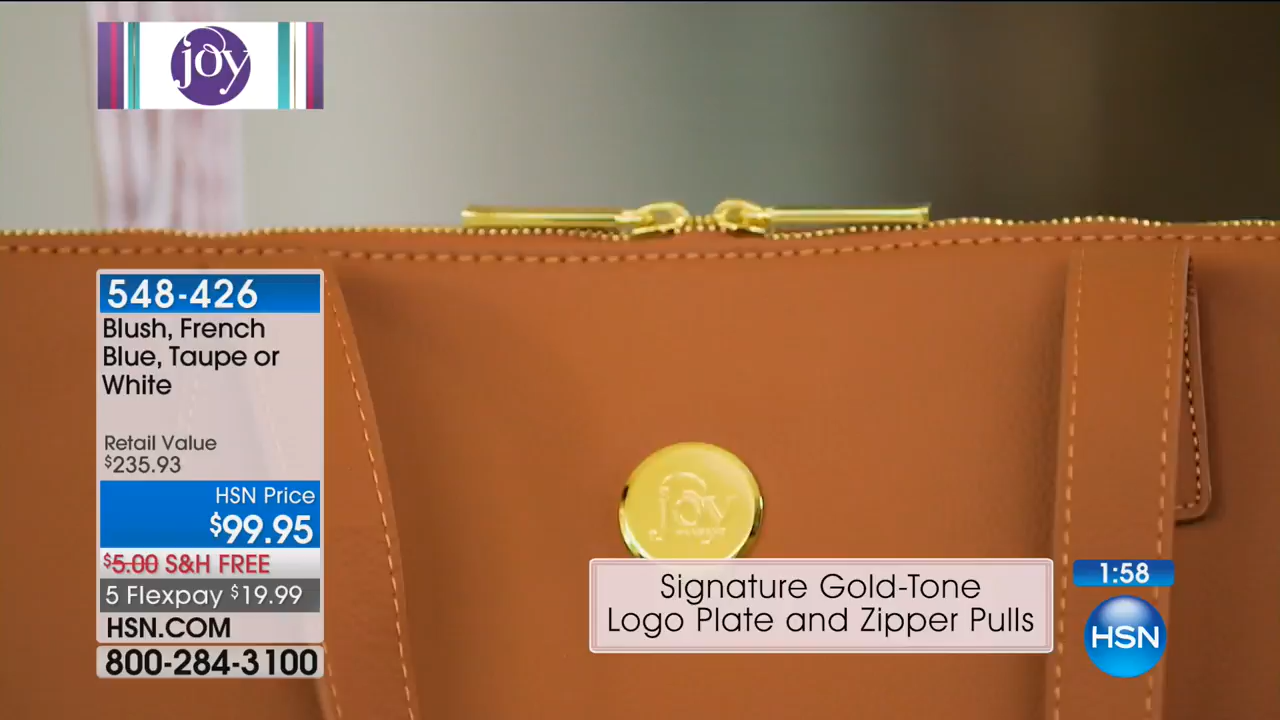 joy
548-426
Blush, French
Blue, Taupe or
White
Retail Value
$235.93
HSN Price
$99.95
$5.00 S&H FREE
5 Flexpay $19.99
HSN.COM
800-284-3100
joy
Signature Gold-Tone
Logo Plate and Zipper Pulls
1:58
HSN